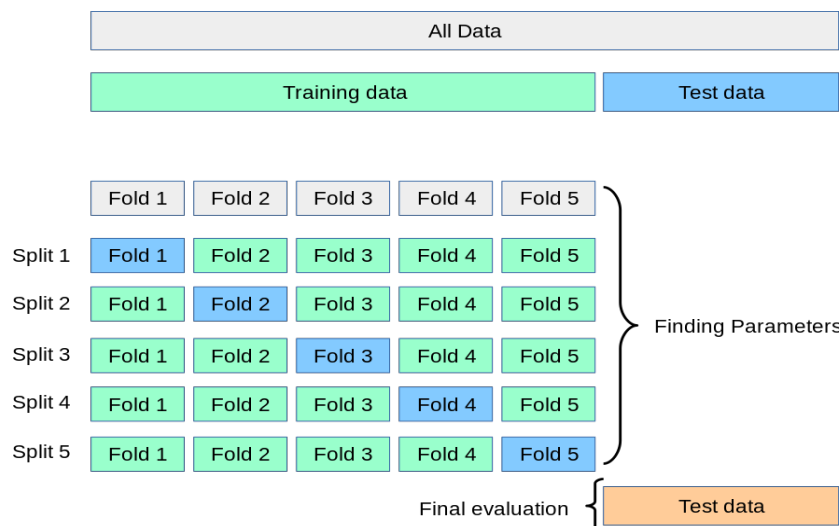 All Data
Training data Test data
Fold 1 Fold 2 Fold 3 Fold 4 Fold 5
Split 1 Fold 1 Fold 2 Fold 3 Fold 4 Fold 5
Split 2 Fold 1 Fold 2 Fold 3 Fold 4 Fold 5
Finding Parameters
Split 3 Fold 1 Fold 2 Fold 3 Fold 4 Fold 5
Split 4 Fold 1 Fold 2 Fold 3 Fold 4 Fold 5
Split 5 Fold 1 Fold 2 Fold 3 Fold 4 Fold 5
Final evaluation Test data